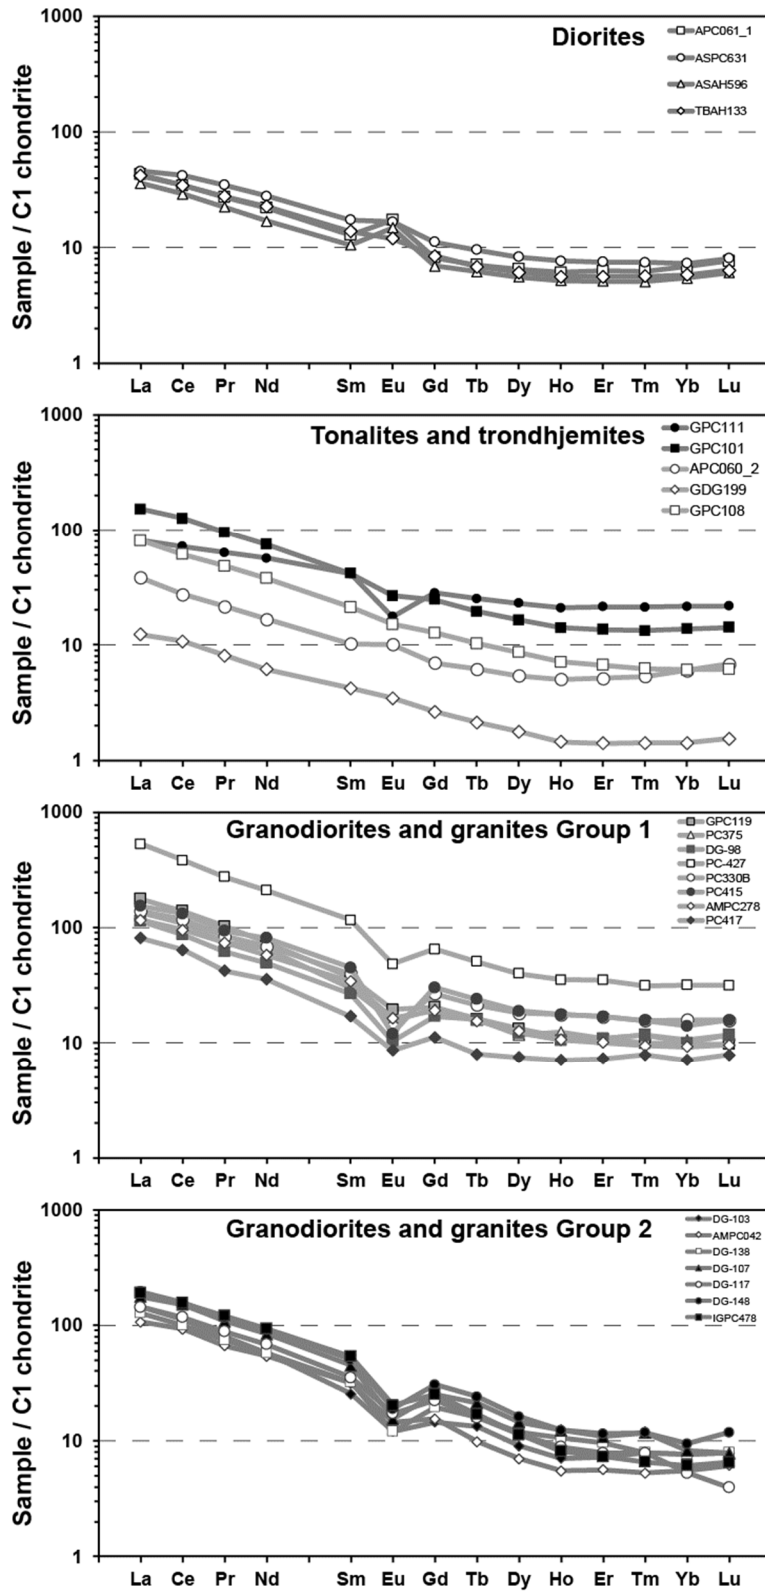 1000
Diorites
APC061_1
ASPC631
ASAH596
TBAH133
100
10
1
Sample / C1 chondrite
La Ce Pr Nd Sm Eu Gd Tb Dy Ho Er Tm Yb Lu
1000
Tonalites and trondhjemites
GPC111
GPC101
APC060_2
GDG199
GPC108
100
10
1
Sample / C1 chondrite
La Ce Pr Nd Sm Eu Gd Tb Dy Ho Er Tm Yb Lu
1000
Granodiorites and granites Group 1
GPC119
PC375
DG-98
PC-427
PC330B
PC415
AMPC278
PC417
100
10
1
Sample / C1 chondrite
La Ce Pr Nd Sm Eu Gd Tb Dy Ho Er Tm Yb Lu
1000
Granodiorites and granites Group 2
DG-103
AMPC042
DG-138
DG-107
DG-117
DG-148
IGPC478
100
10
1
Sample / C1 chondrite
La Ce Pr Nd Sm Eu Gd Tb Dy Ho Er Tm Yb Lu